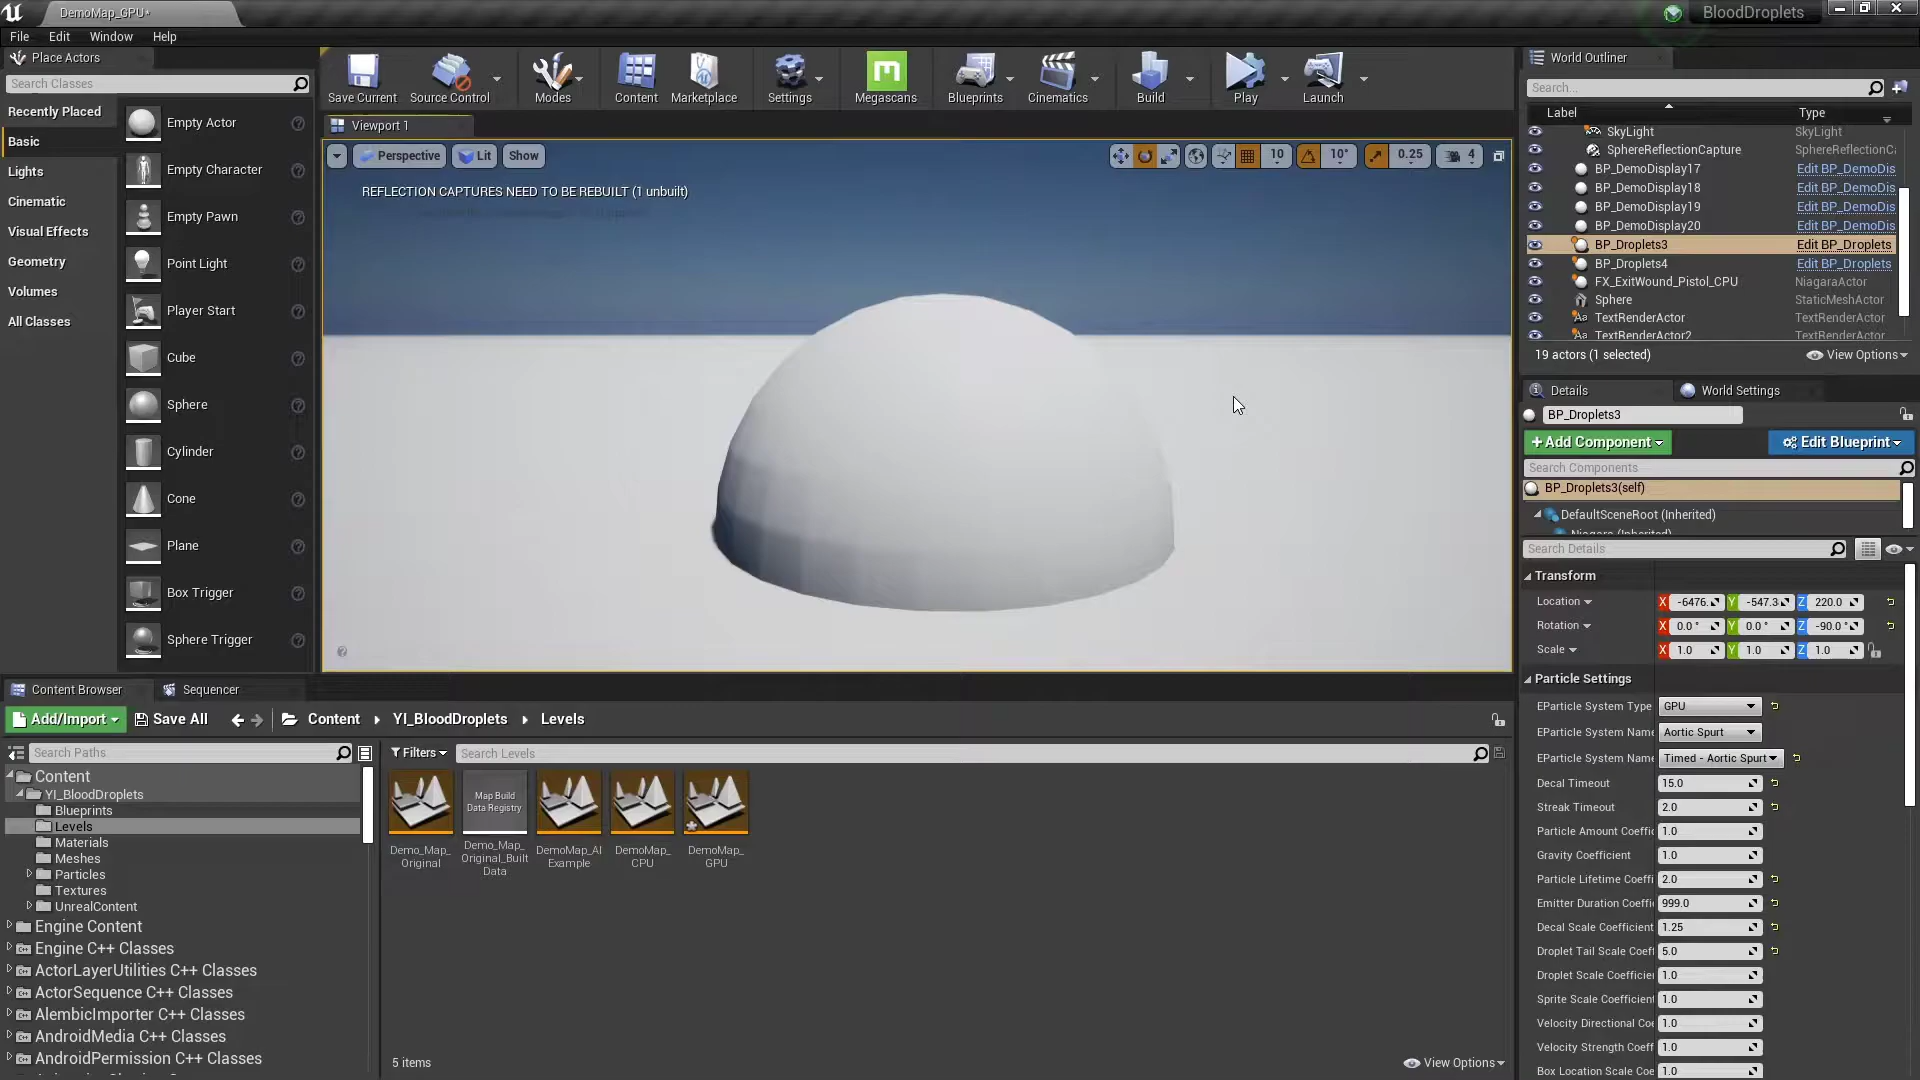 DemoMap_GPU*
BloodDroplets
File Edit Window Help
Place Actors
Search Classes
Recently Placed
Basic
Lights
Cinematic
Visual Effects
Geometry
Volumes
All Classes
Empty Actor
Empty Character
Empty Pawn
Point Light
Player Start
Cube
Sphere
Cylinder
Cone
Plane
Box Trigger
Sphere Trigger
Save Current
Source Control
Modes
Content
Marketplace
Settings
Megascans
Blueprints
Cinematics
Build
Play
Launch
Viewport 1
Perspective
Lit
Show
10
10°
0.25
4
REFLECTION CAPTURES NEED TO BE REBUILT (1 unbuilt)
World Outliner
Search...
Label Type
SkyLight SkyLight
SphereReflectionCapture SphereReflectionCa
BP_DemoDisplay17 Edit BP_DemoDis
BP_DemoDisplay18 Edit BP_DemoDis
BP_DemoDisplay19 Edit BP_DemoDis
BP_DemoDisplay20 Edit BP_DemoDis
BP_Droplets3 Edit BP_Droplets
BP_Droplets4 Edit BP_Droplets
FX_ExitWound_Pistol_CPU NiagaraActor
Sphere StaticMeshActor
TextRenderActor TextRenderActor
TextRenderActor2 TextRenderActor
19 actors (1 selected)
View Options
Details
World Settings
BP_Droplets3
+Add Component
Edit Blueprint
Search Components
BP_Droplets3(self)
DefaultSceneRoot (Inherited)
Niagara (Inherited)
Search Details
Transform
Location X -6476. Y -547.3 Z 220.0
Rotation X 0.0 ° Y 0.0 ° Z -90.0 °
Scale X 1.0 Y 1.0 Z 1.0
Particle Settings
EParticle System Type GPU
EParticle System Name Aortic Spurt
EParticle System Name Timed - Aortic Spurt
Decal Timeout 15.0
Streak Timeout 2.0
Particle Amount Coeffic 1.0
Gravity Coefficient 1.0
Particle Lifetime Coeffi 2.0
Emitter Duration Coeffi 999.0
Decal Scale Coefficient 1.25
Droplet Tail Scale Coef 5.0
Droplet Scale Coefficie 1.0
Sprite Scale Coefficien 1.0
Velocity Directional Coe 1.0
Velocity Strength Coeff 1.0
Box Location Scale Coe 1.0
Content Browser
Sequencer
Add/Import
Save All
Content
YI_BloodDroplets
Levels
Search Paths
Filters
Search Levels
Content
YI_BloodDroplets
Blueprints
Levels
Materials
Meshes
Particles
Textures
UnrealContent
Engine Content
Engine C++ Classes
ActorLayerUtilities C++ Classes
ActorSequence C++ Classes
AlembicImporter C++ Classes
AndroidMedia C++ Classes
AndroidPermission C++ Classes
Map Build
Data Registry
Demo_Map_
Original
Demo_Map_
Original_Built
Data
DemoMap_AI
Example
DemoMap_
CPU
DemoMap_
GPU
5 items
View Options